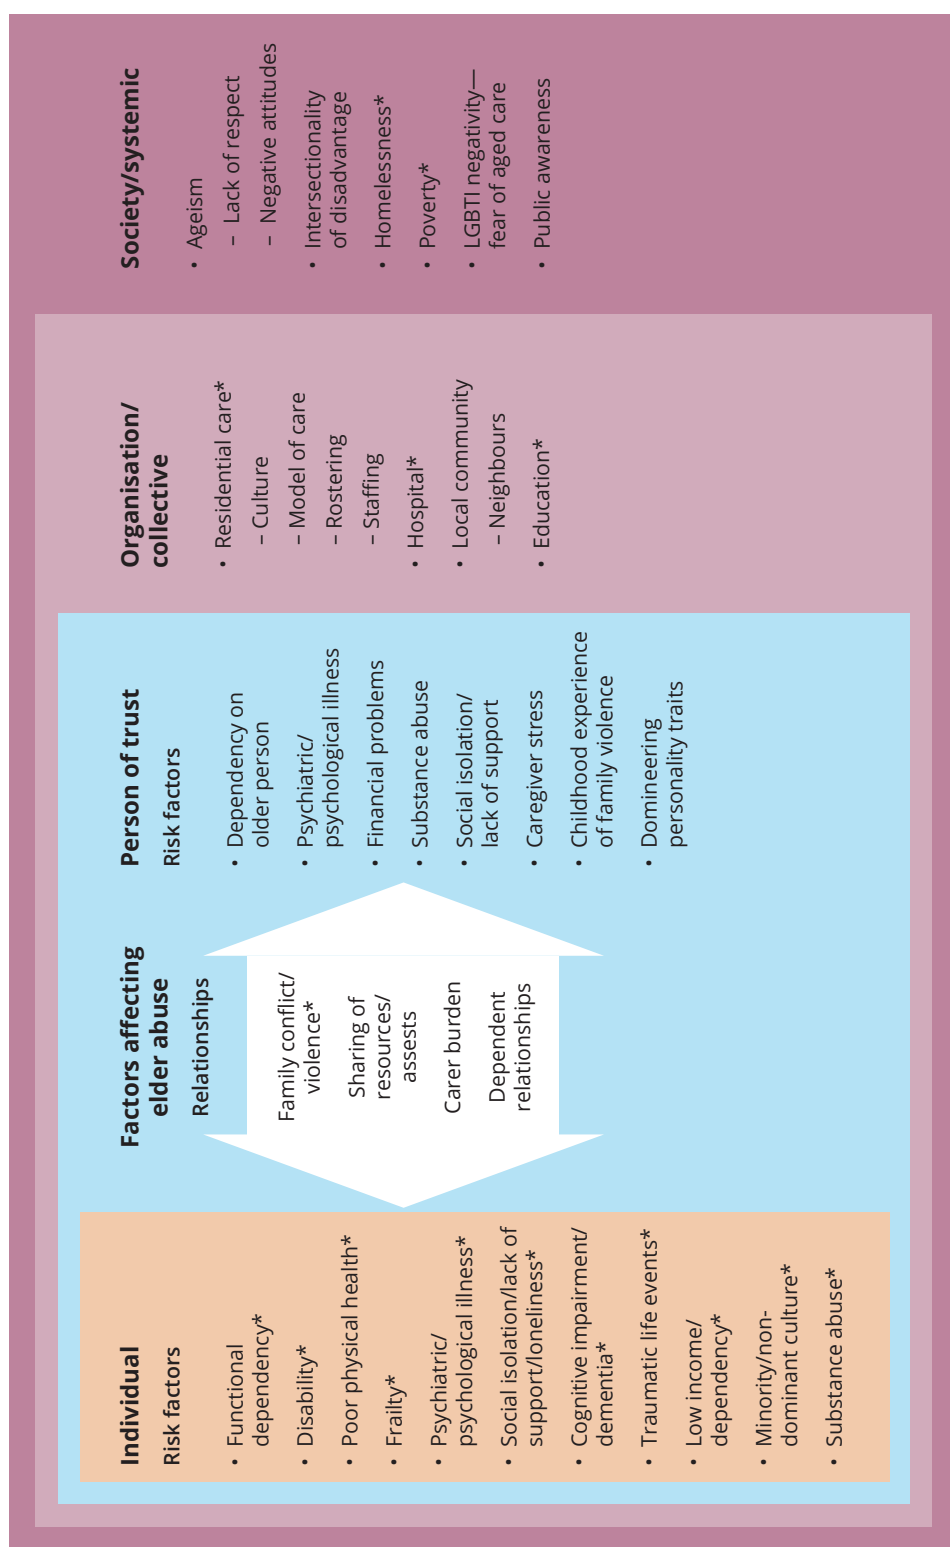 Individual
Risk factors
• Functional
dependency*
• Disability*
• Poor physical health*
• Frailty*
• Psychiatric/
psychological illness*
• Social isolation/lack of
support/loneliness*
• Cognitive impairment/
dementia*
• Traumatic life events*
• Low income/
dependency*
• Minority/non-
dominant culture*
• Substance abuse*
Factors affecting
elder abuse
Relationships
Family conflict/
violence*
Sharing of
resources/
assests
Carer burden
Dependent
relationships
Person of trust
Risk factors
• Dependency on
older person
• Psychiatric/
psychological illness
• Financial problems
• Substance abuse
• Social isolation/
lack of support
• Caregiver stress
• Childhood experience
of family violence
• Domineering
personality traits
Organisation/
collective
• Residential care*
– Culture
– Model of care
– Rostering
– Staffing
• Hospital*
• Local community
– Neighbours
• Education*
Society/systemic
• Ageism
– Lack of respect
– Negative attitudes
• Intersectionality
of disadvantage
• Homelessness*
• Poverty*
• LGBTI negativity—
fear of aged care
• Public awareness